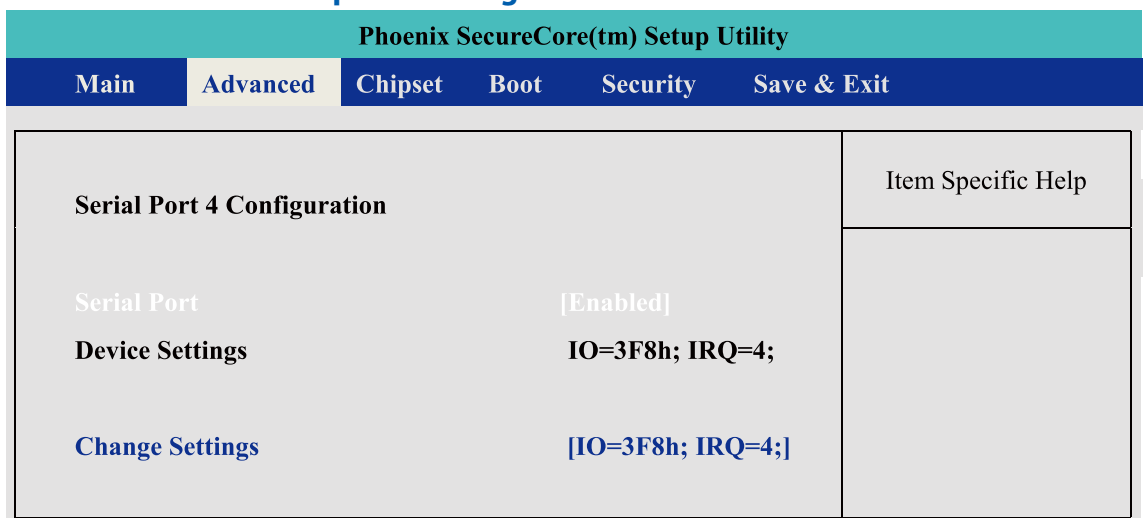 Phoenix SecureCore(tm) Setup Utility
Main Advanced Chipset Boot Security Save & Exit
Serial Port 4 Configuration
Item Specific Help
Serial Port [Enabled]
Device Settings IO=3F8h; IRQ=4;
Change Settings [IO=3F8h; IRQ=4;]